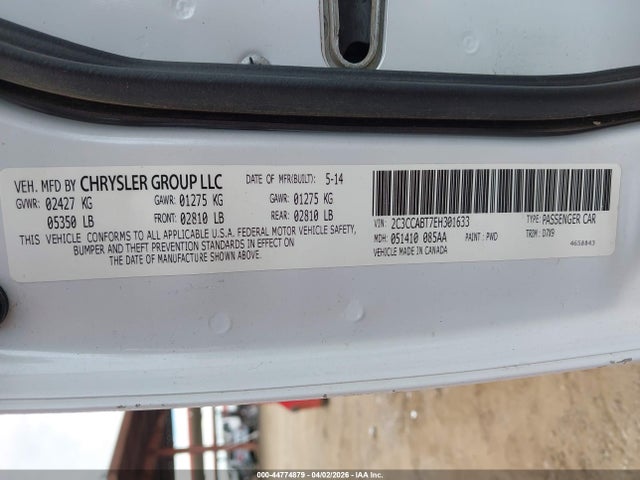 VEH. MFD BY CHRYSLER GROUP LLC DATE OF MFR(BUILT) 5-14
GVWR: 02427 KG GAWR: 01275 KG GAWR: 01275 KG
05350 LB FRONT: 02810 LB REAR: 02810 LB
THIS VEHICLE CONFORMS TO ALL APPLICABLE U.S.A. FEDERAL MOTOR VEHICLE SAFETY,
BUMPER AND THEFT PREVENTION STANDARDS IN EFFECT ON THE
DATE OF MANUFACTURE SHOWN ABOVE.
VIN: 2C3CCABT7EH301633 TYPE: PASSENGER CAR
MDH: 051410 085AA PAINT: PWD TRIM: D7X9
VEHICLE MADE IN CANADA 4658843
000-44774879 - 04/02/2026 - IAA Inc.